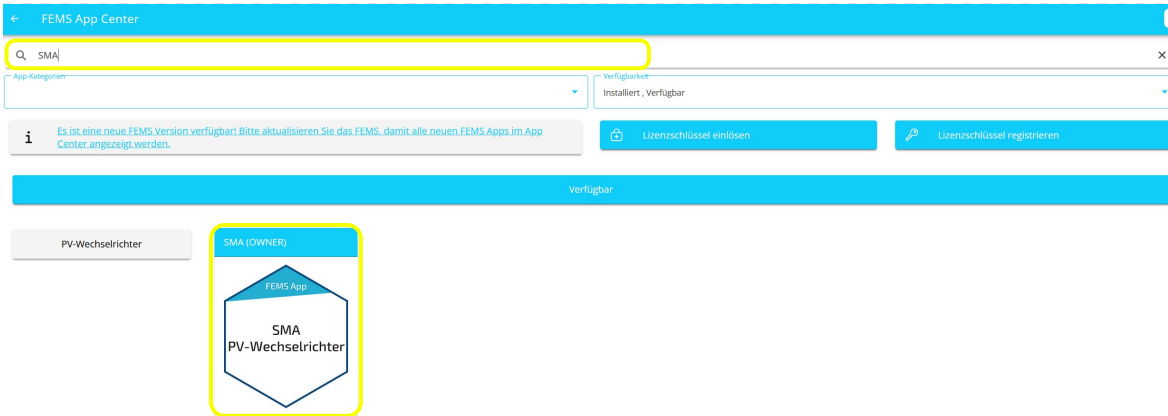 FEMS App Center
SMA
App-Kategorien
Verfügbarkeit
Installiert , Verfügbar
i
Es ist eine neue FEMS Version verfügbar! Bitte aktualisieren Sie das FEMS, damit alle neuen FEMS Apps im App
Center angezeigt werden.
Lizenzschlüssel einlösen
Lizenzschlüssel registrieren
Verfügbar
PV-Wechselrichter
SMA (OWNER)
FEMS App
SMA
PV-Wechselrichter